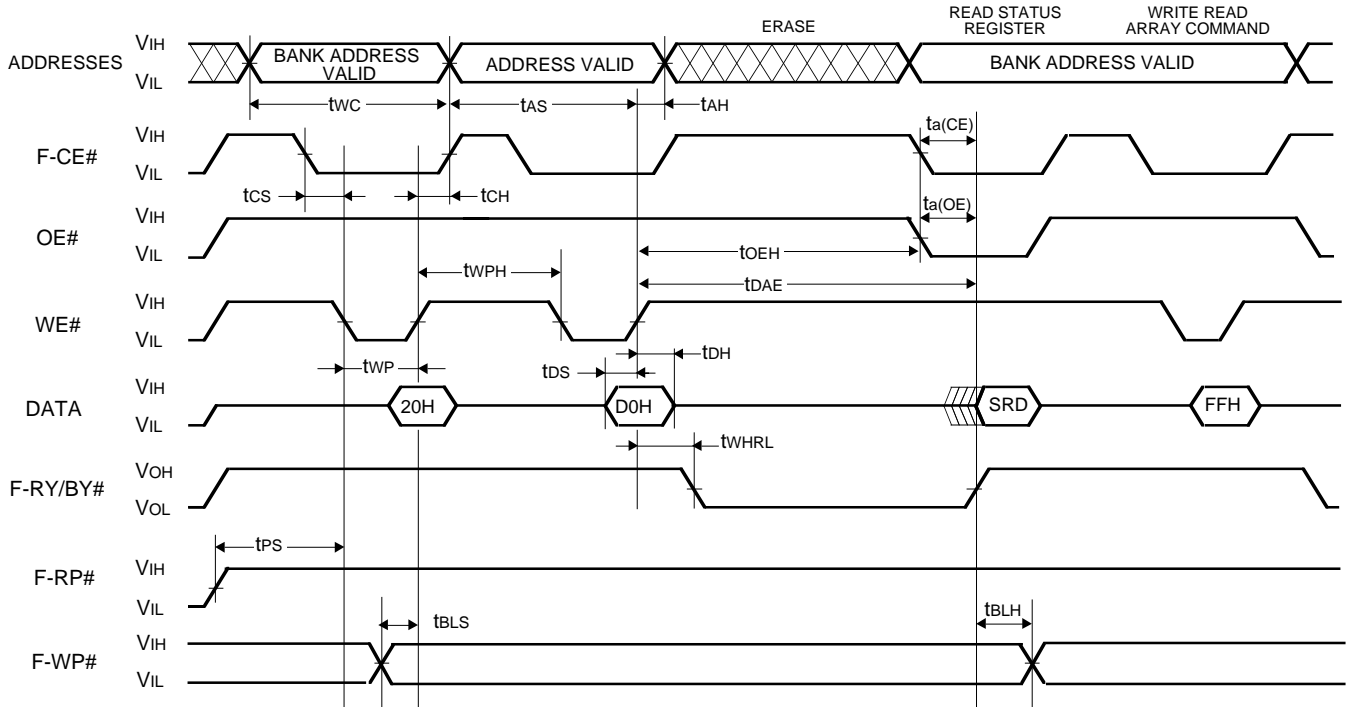 ERASE
READ STATUS
REGISTER
WRITE READ
ARRAY COMMAND
ADDRESSES
VIH
VIL
BANK ADDRESS
VALID
ADDRESS VALID
BANK ADDRESS VALID
tWC
tAS
tAH
ta(CE)
F-CE#
VIH
VIL
tCS
tCH
ta(OE)
OE#
VIH
VIL
tOEH
tWPH
tDAE
WE#
VIH
VIL
tWP
tDS
tDH
DATA
VIH
VIL
20H
D0H
SRD
FFH
tWHRL
F-RY/BY#
VOH
VOL
tPS
F-RP#
VIH
VIL
tBLS
tBLH
F-WP#
VIH
VIL